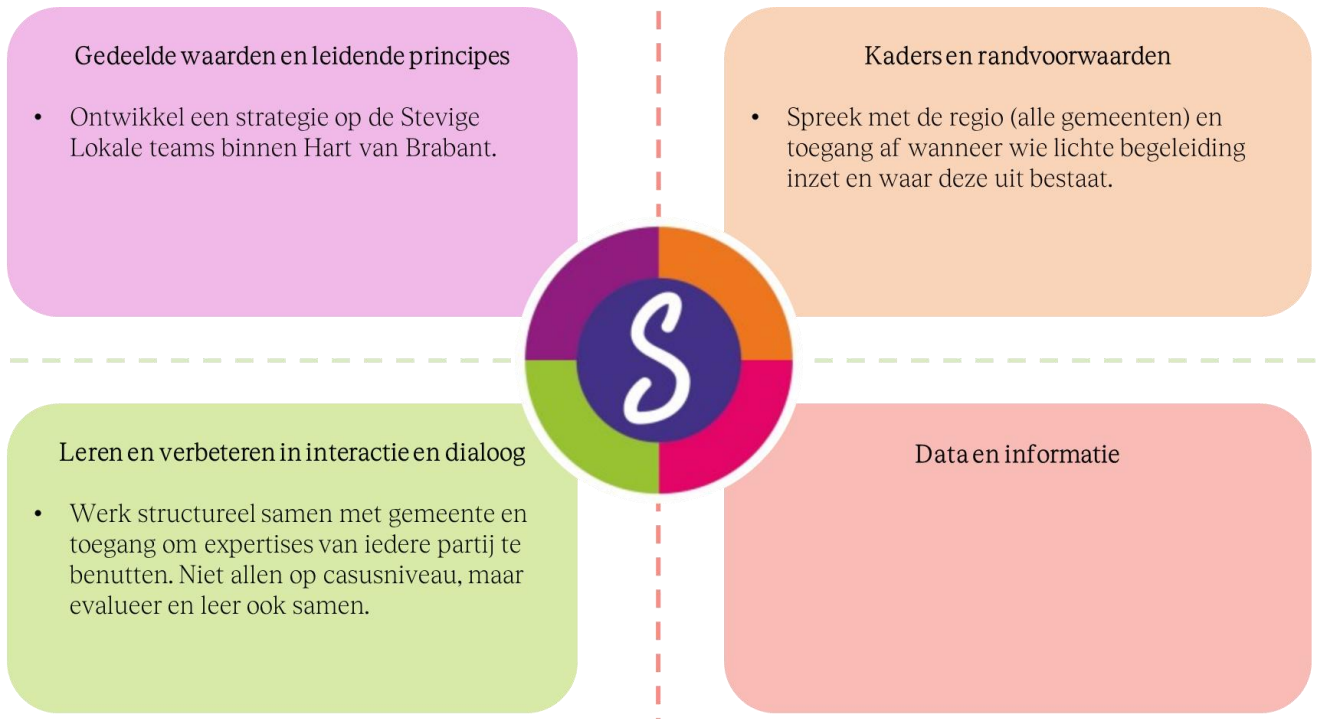 Gedeelde waarden en leidende principes
• Ontwikkel een strategie op de Stevige
Lokale teams binnen Hart van Brabant.
Kaders en randvoorwaarden
• Spreek met de regio (alle gemeenten) en
toegang af wanneer wie lichte begeleiding
inzet en waar deze uit bestaat.
S
Leren en verbeteren in interactie en dialoog
• Werk structureel samen met gemeente en
toegang om expertises van iedere partij te
benutten. Niet allen op casusniveau, maar
evalueer en leer ook samen.
Data en informatie